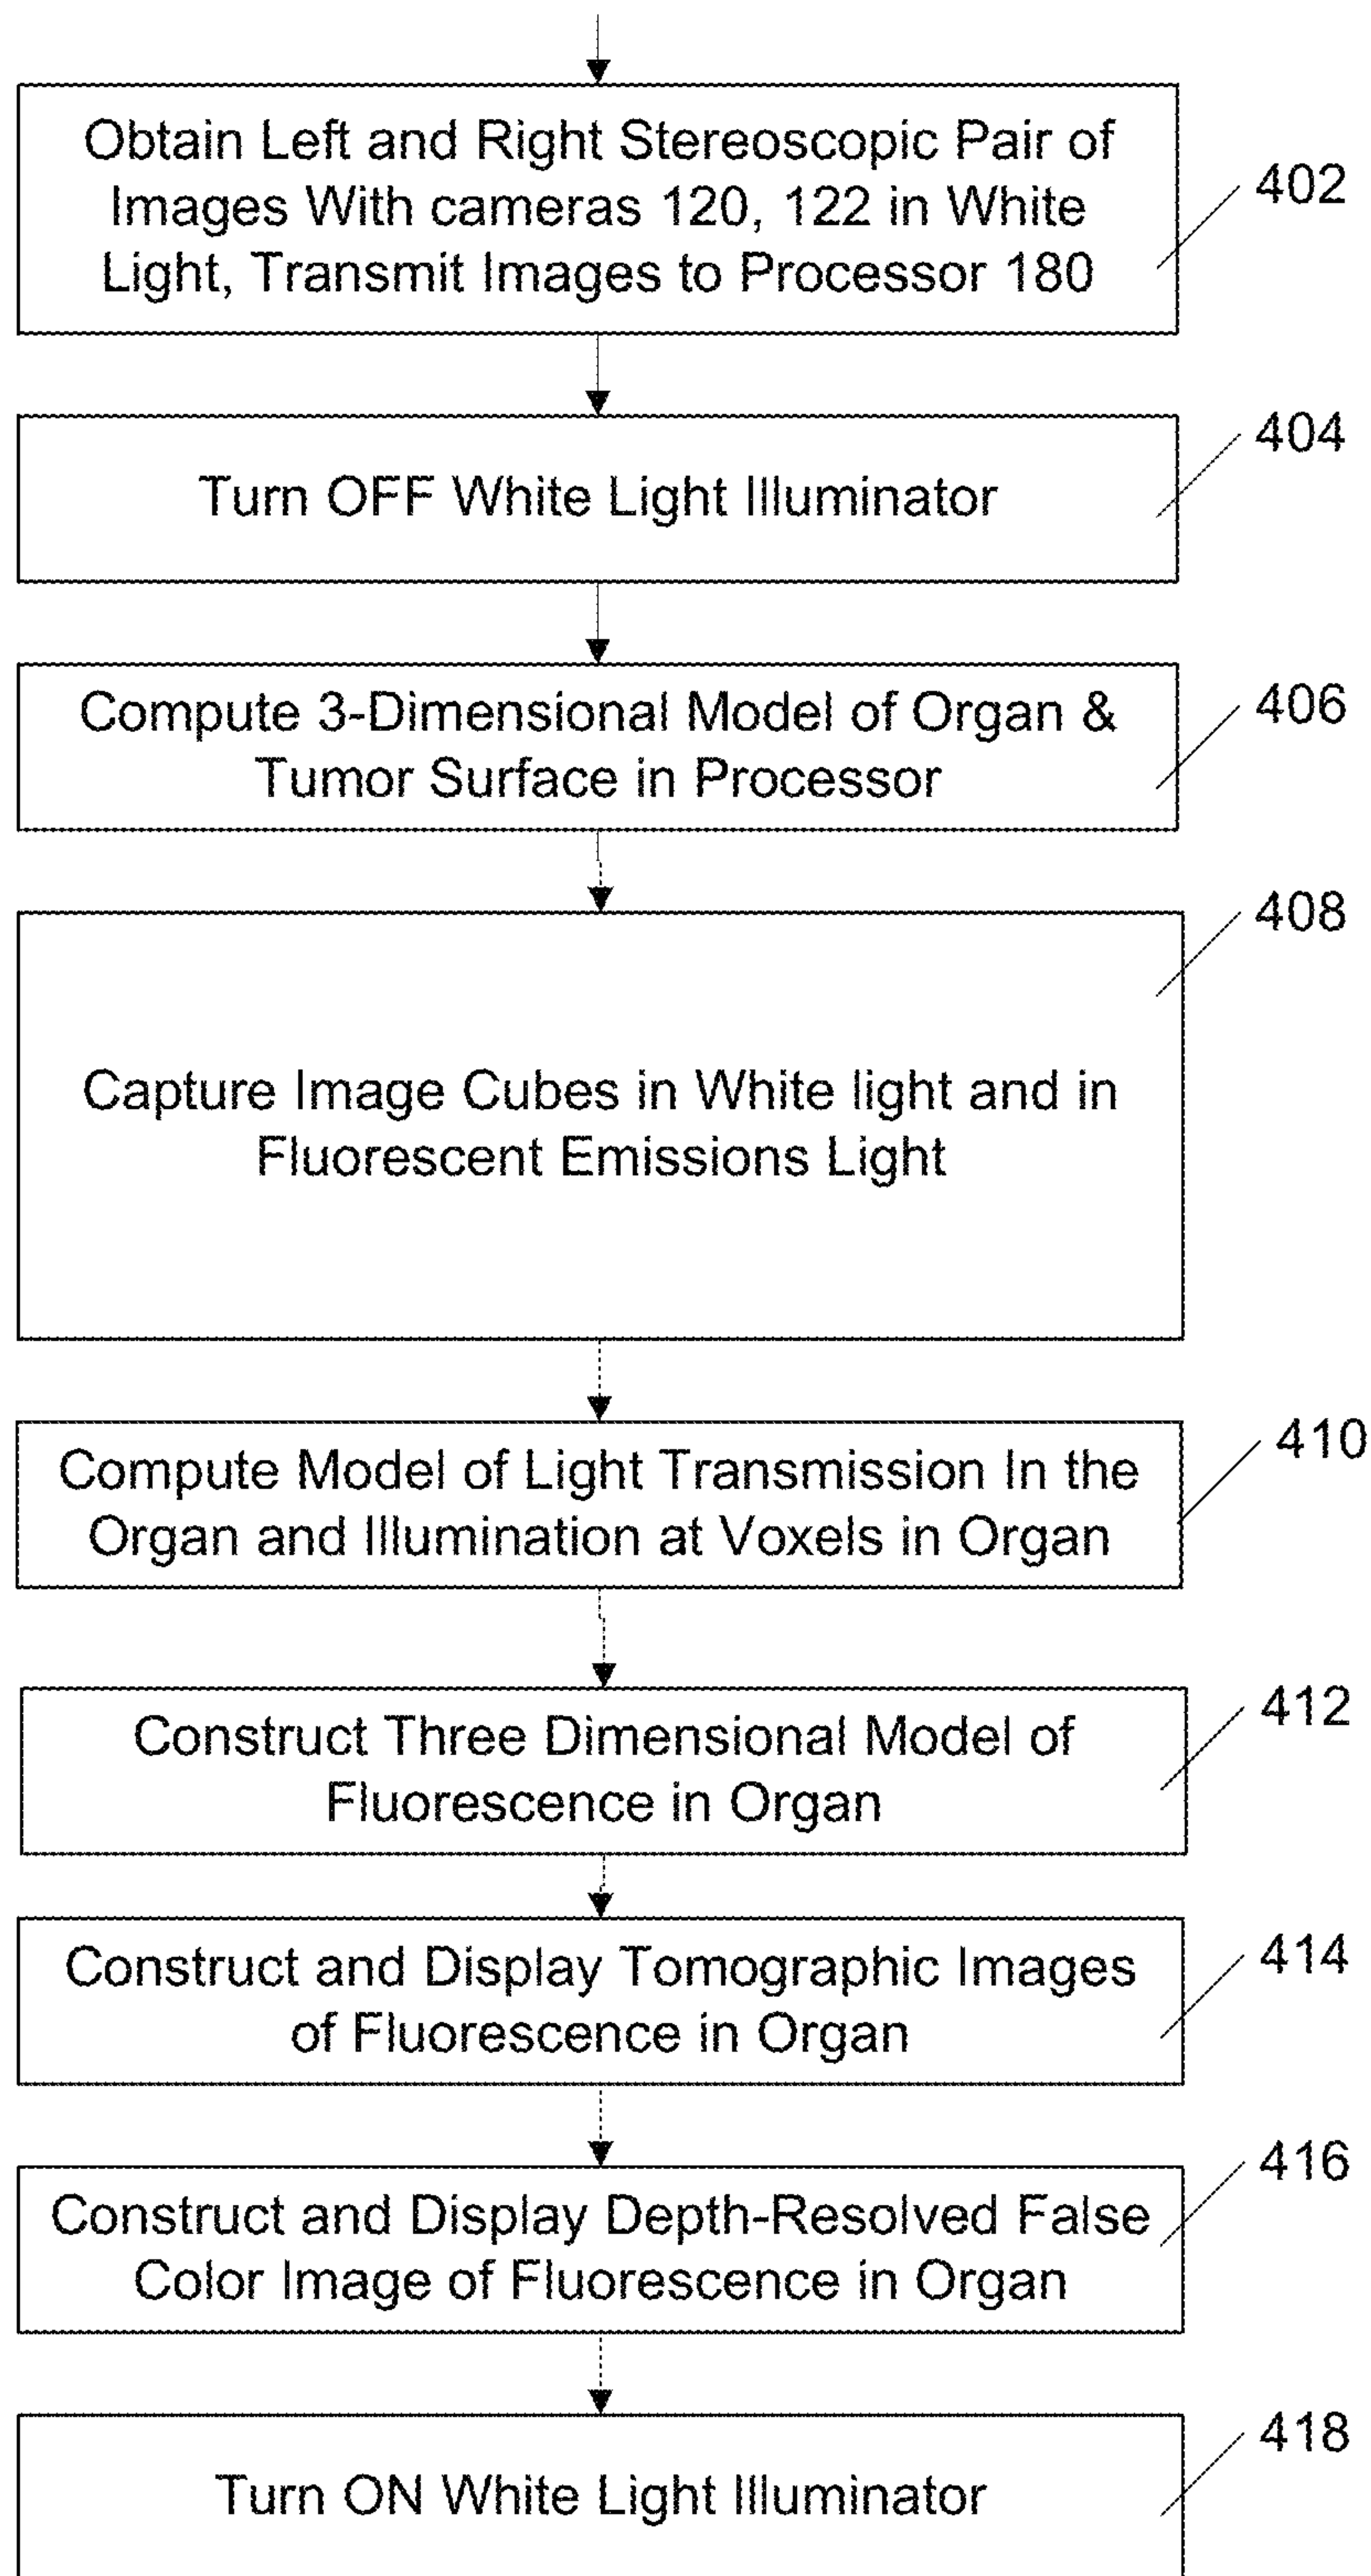 Obtain Left and Right Stereoscopic Pair of
Images With cameras 120, 122 in White
Light, Transmit Images to Processor 180
402
Turn OFF White Light Illuminator
404
Compute 3-Dimensional Model of Organ &
Tumor Surface in Processor
406
Capture Image Cubes in White light and in
Fluorescent Emissions Light
408
Compute Model of Light Transmission In the
Organ and Illumination at Voxels in Organ
410
Construct Three Dimensional Model of
Fluorescence in Organ
412
Construct and Display Tomographic Images
of Fluorescence in Organ
414
Construct and Display Depth-Resolved False
Color Image of Fluorescence in Organ
416
Turn ON White Light Illuminator
418